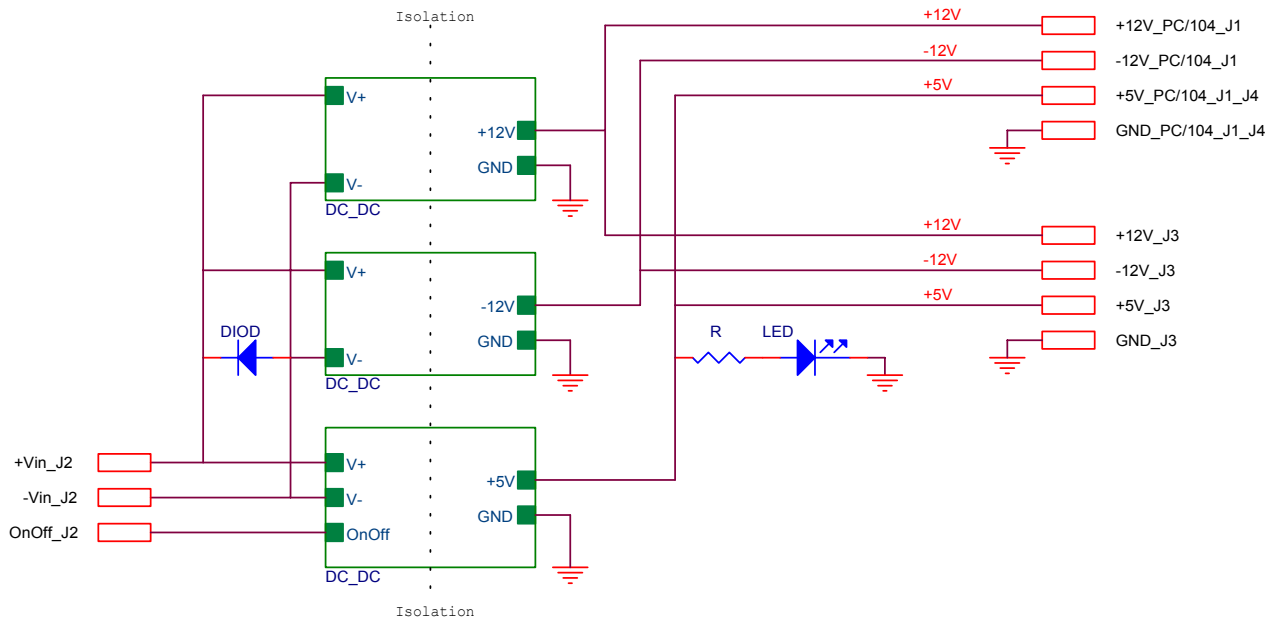 Isolation
+12V
+12V_PC/104_J1
-12V
-12V_PC/104_J1
+5V
+5V_PC/104_J1_J4
GND_PC/104_J1_J4
V+
+12V
GND
V-
DC_DC
+12V
+12V_J3
-12V
-12V_J3
+5V
+5V_J3
GND_J3
V+
-12V
GND
V-
DC_DC
DIOD
R
LED
+Vin_J2
-Vin_J2
OnOff_J2
V+
V-
OnOff
+5V
GND
DC_DC
Isolation